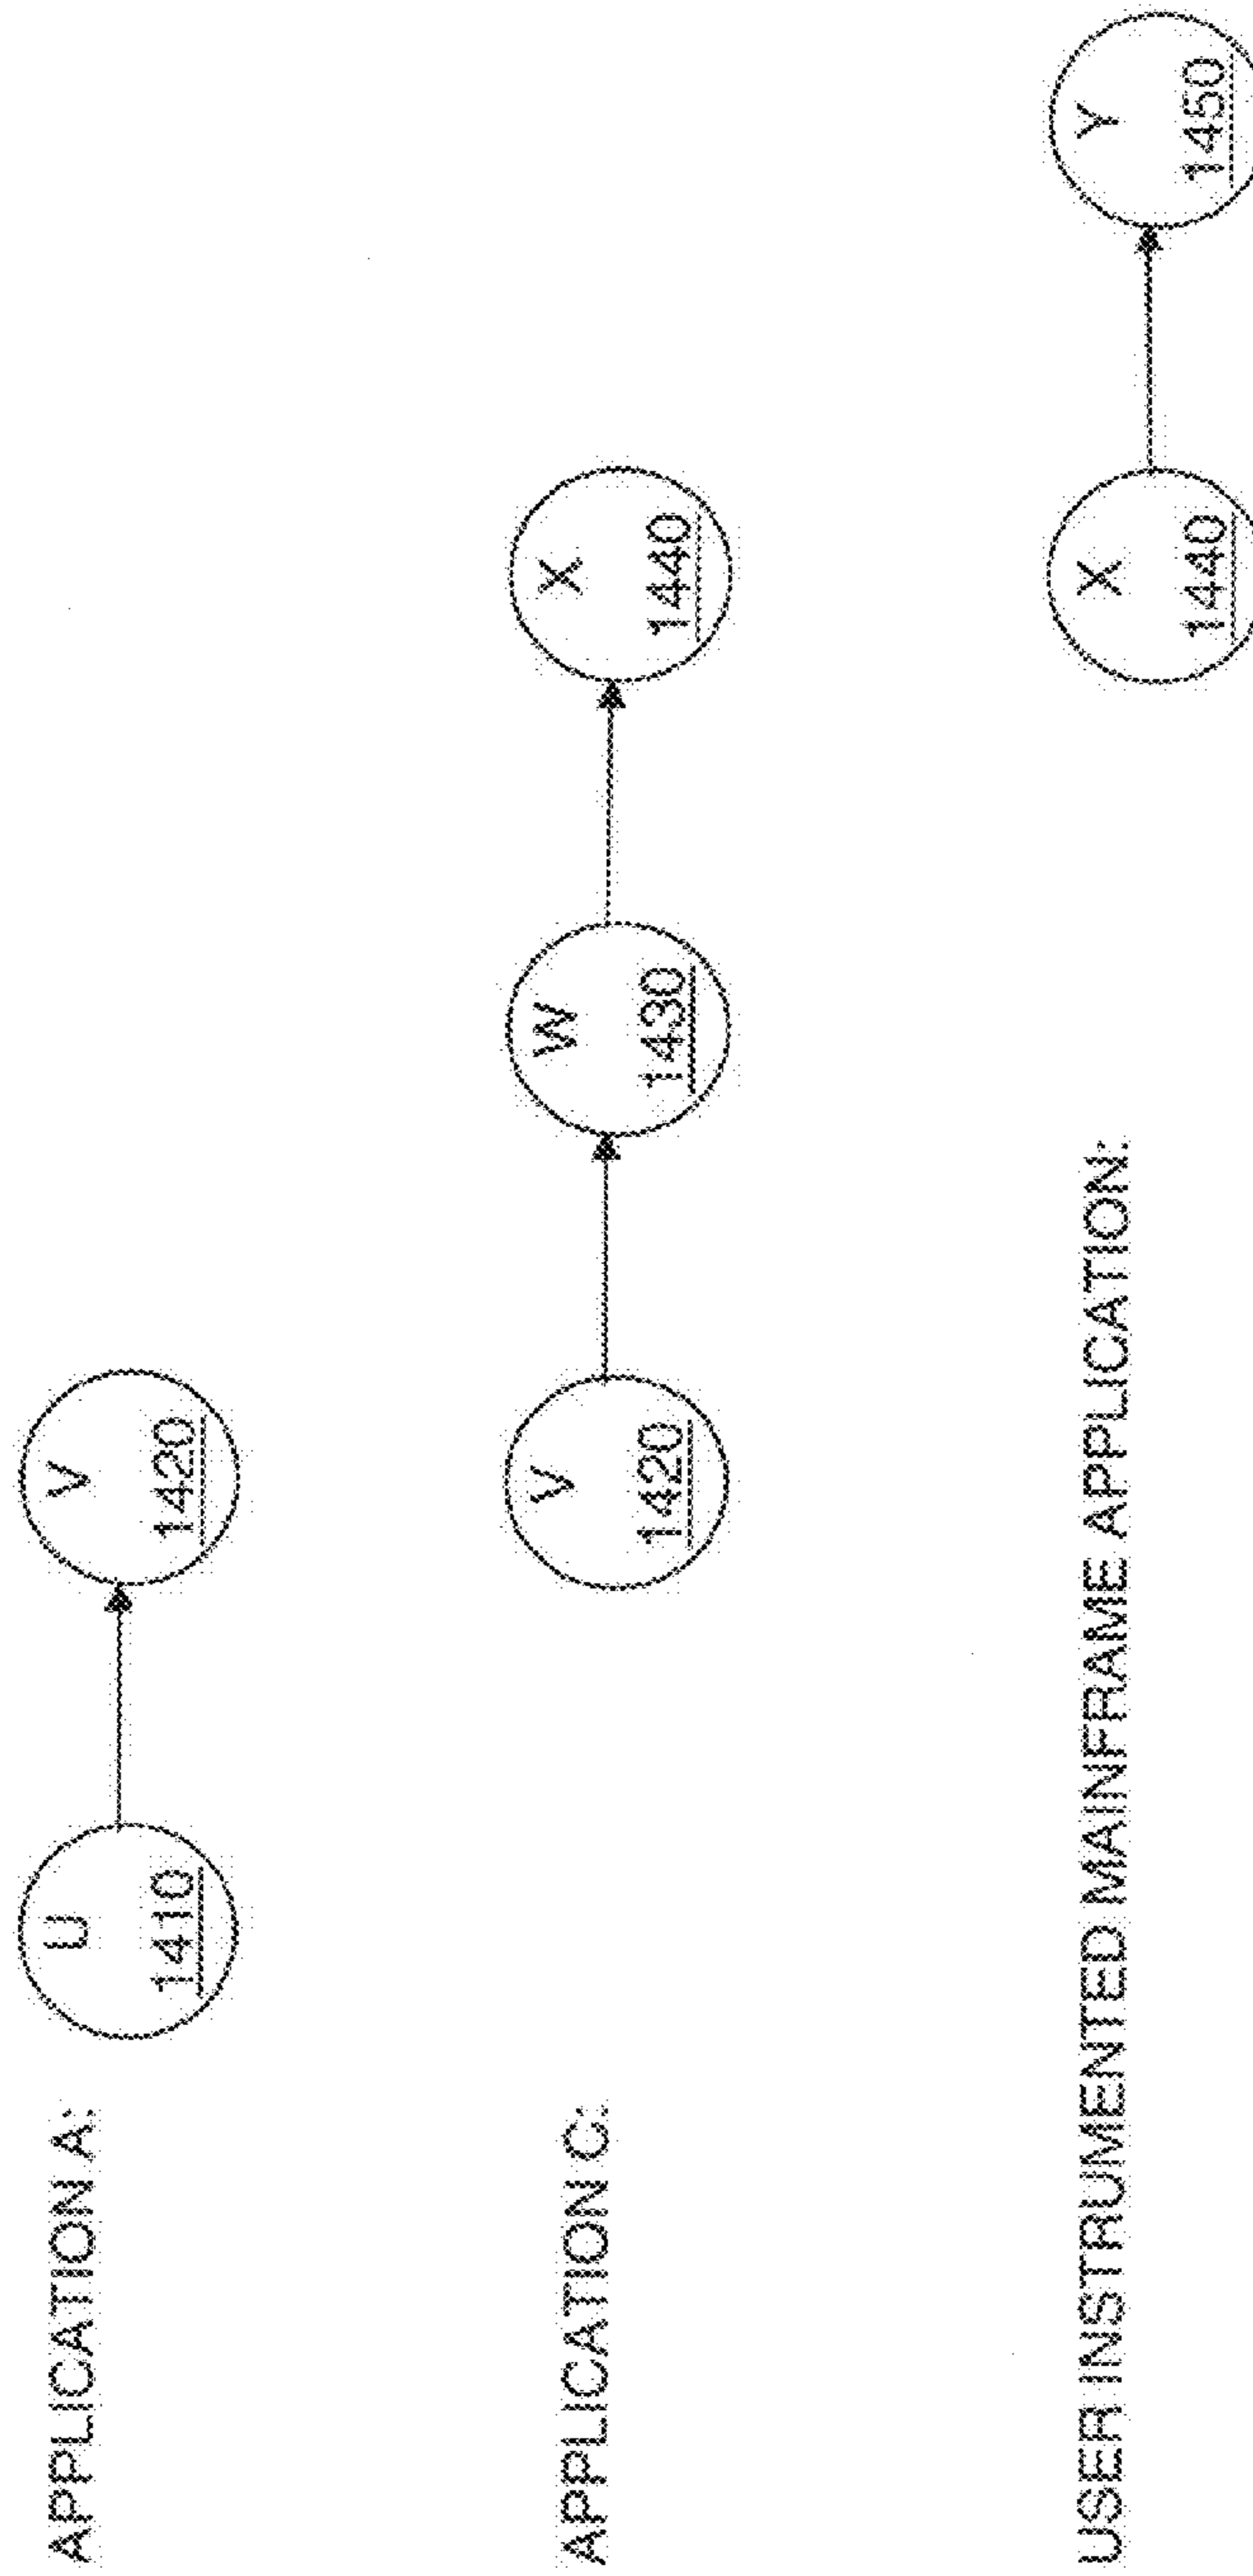 APPLICATION A:
U
1410
V
1420
APPLICATION C:
V
1420
W
1430
X
1440
USER INSTRUMENTED MAINFRAME APPLICATION:
X
1440
Y
1450